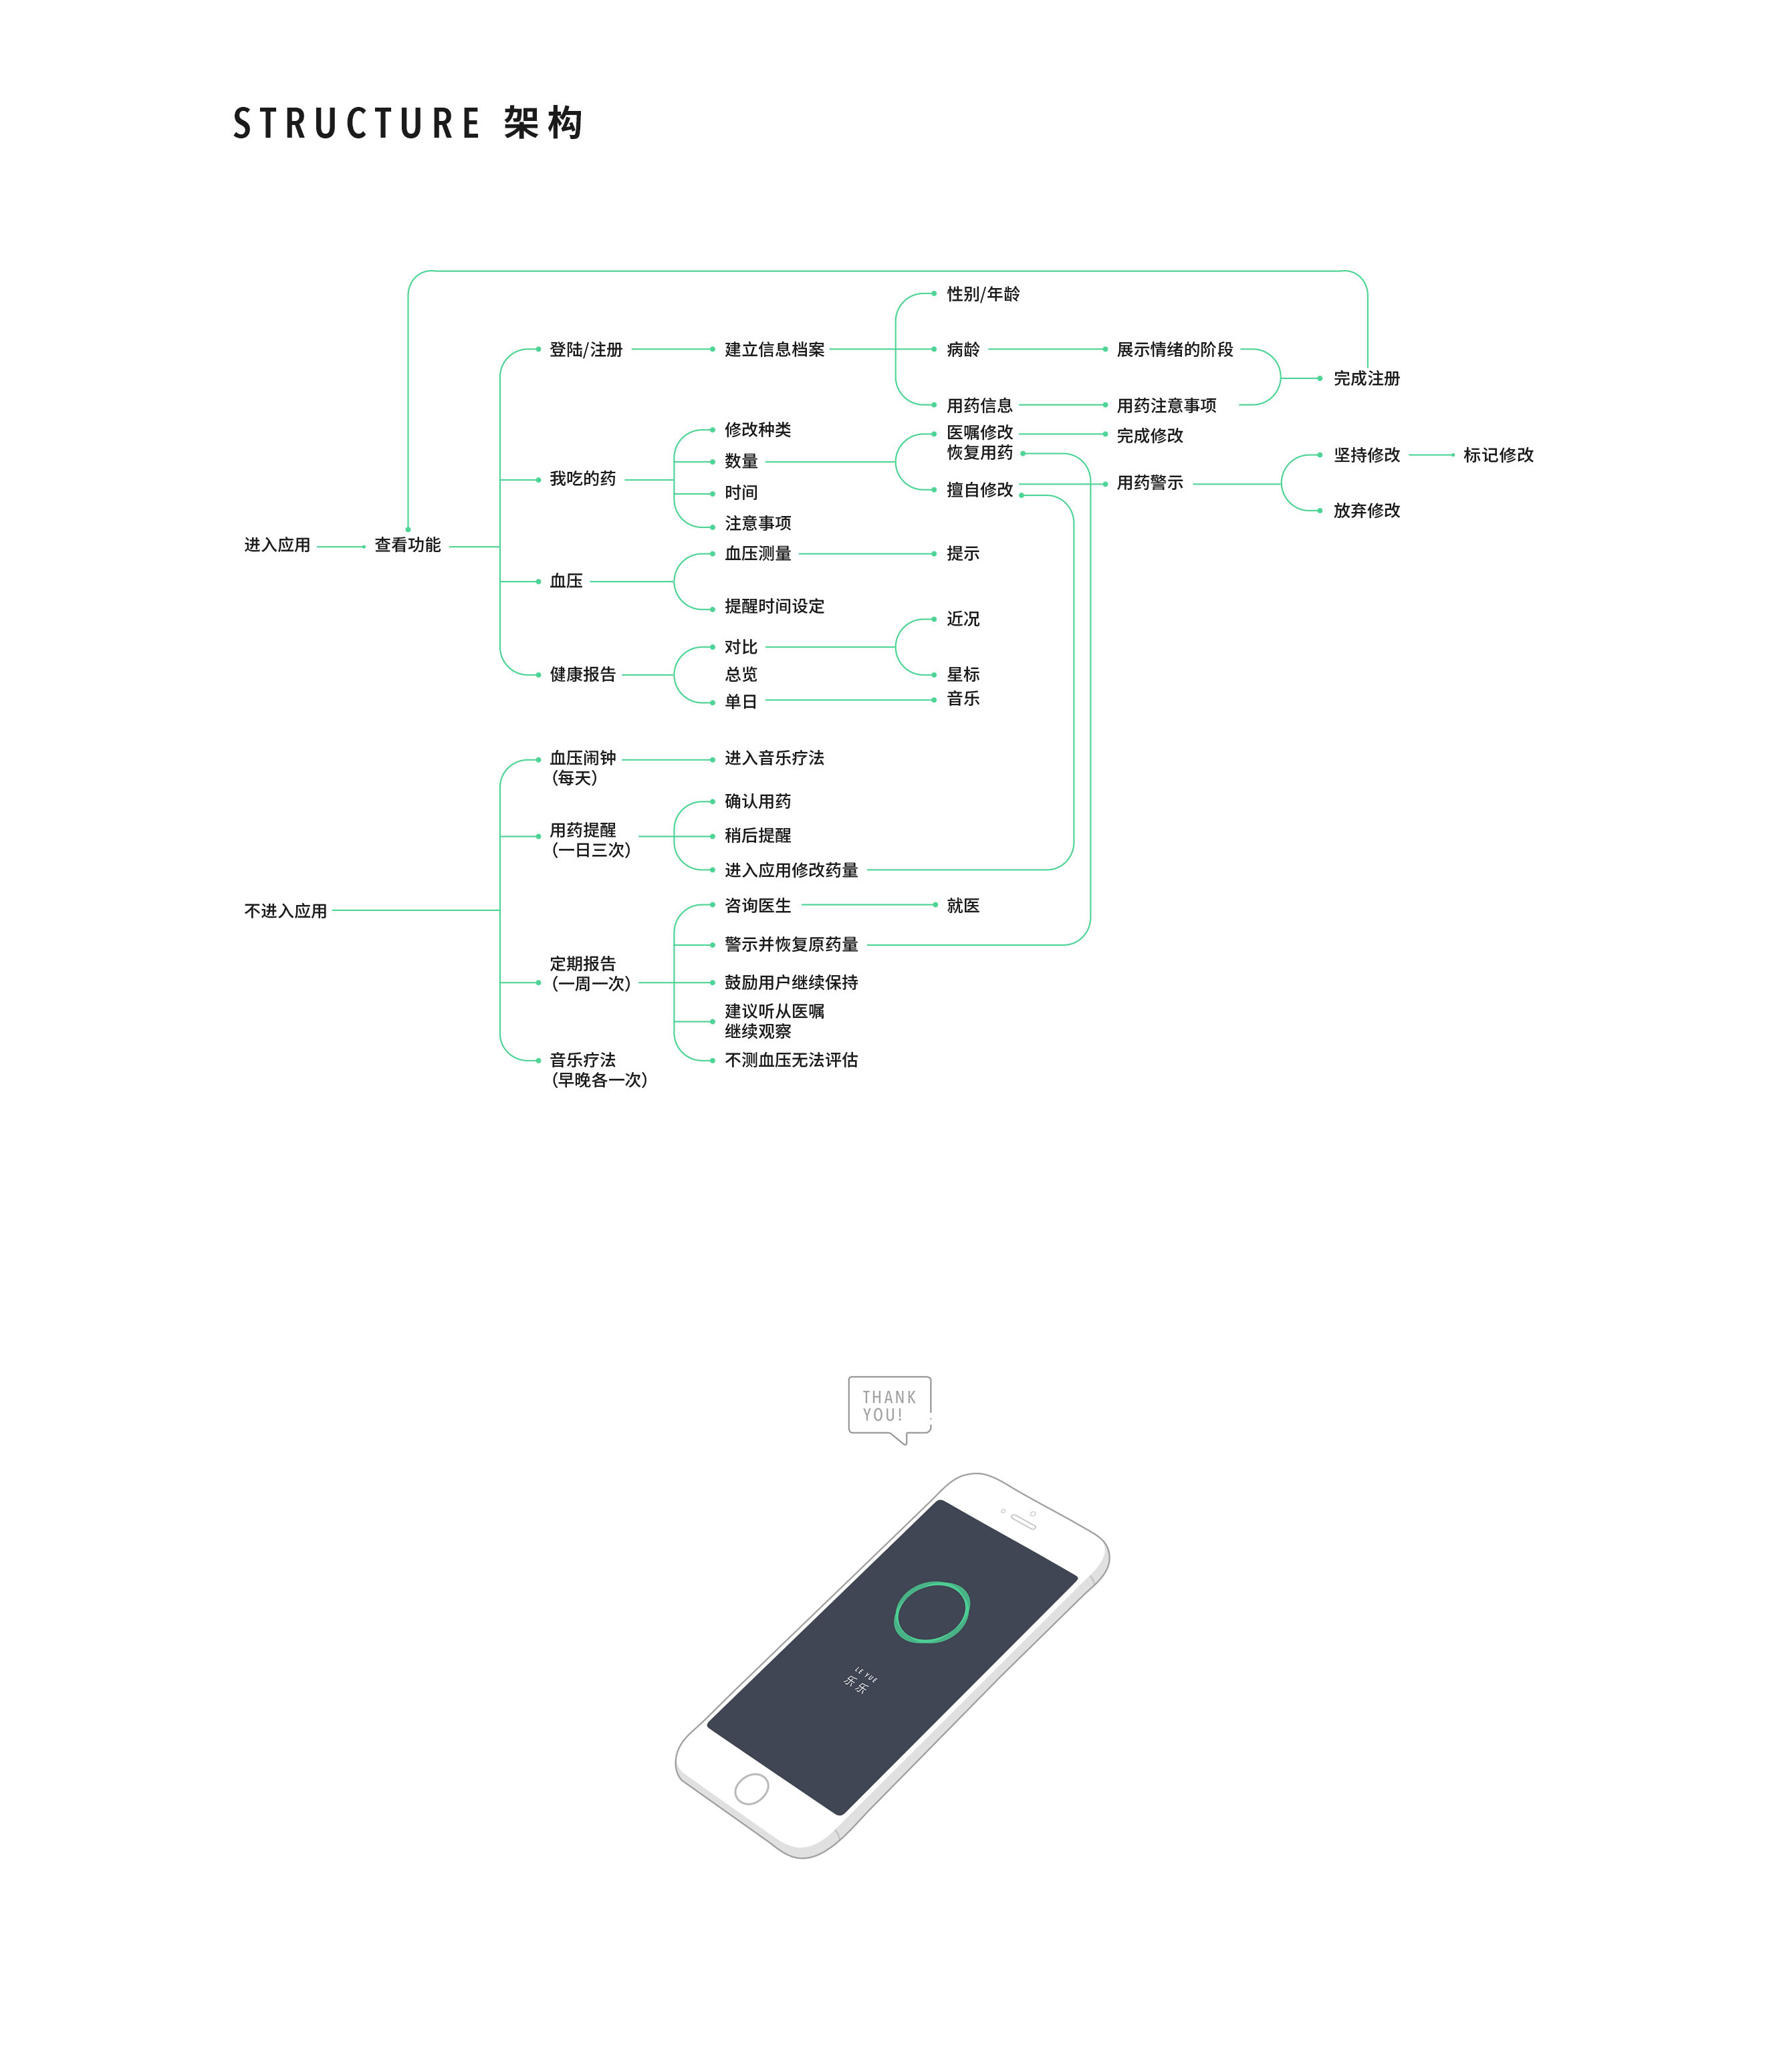 STRUCTURE 架构
性别/年龄
登陆/注册
建立信息档案
病龄
展示情绪的阶段
完成注册
用药信息
用药注意事项
修改种类
医嘱修改
恢复用药
完成修改
数量
坚持修改
标记修改
我吃的药
时间
擅自修改
用药警示
放弃修改
注意事项
进入应用
查看功能
血压测量
提示
血压
提醒时间设定
近况
对比
健康报告
总览
星标
单日
音乐
血压闹钟
(每天)
进入音乐疗法
确认用药
用药提醒
(一日三次)
稍后提醒
进入应用修改药量
不进入应用
咨询医生
就医
警示并恢复原药量
定期报告
(一周一次)
鼓励用户继续保持
建议听从医嘱
继续观察
音乐疗法
(早晚各一次)
不测血压无法评估
THANK
YOU!
LE YUE
乐乐